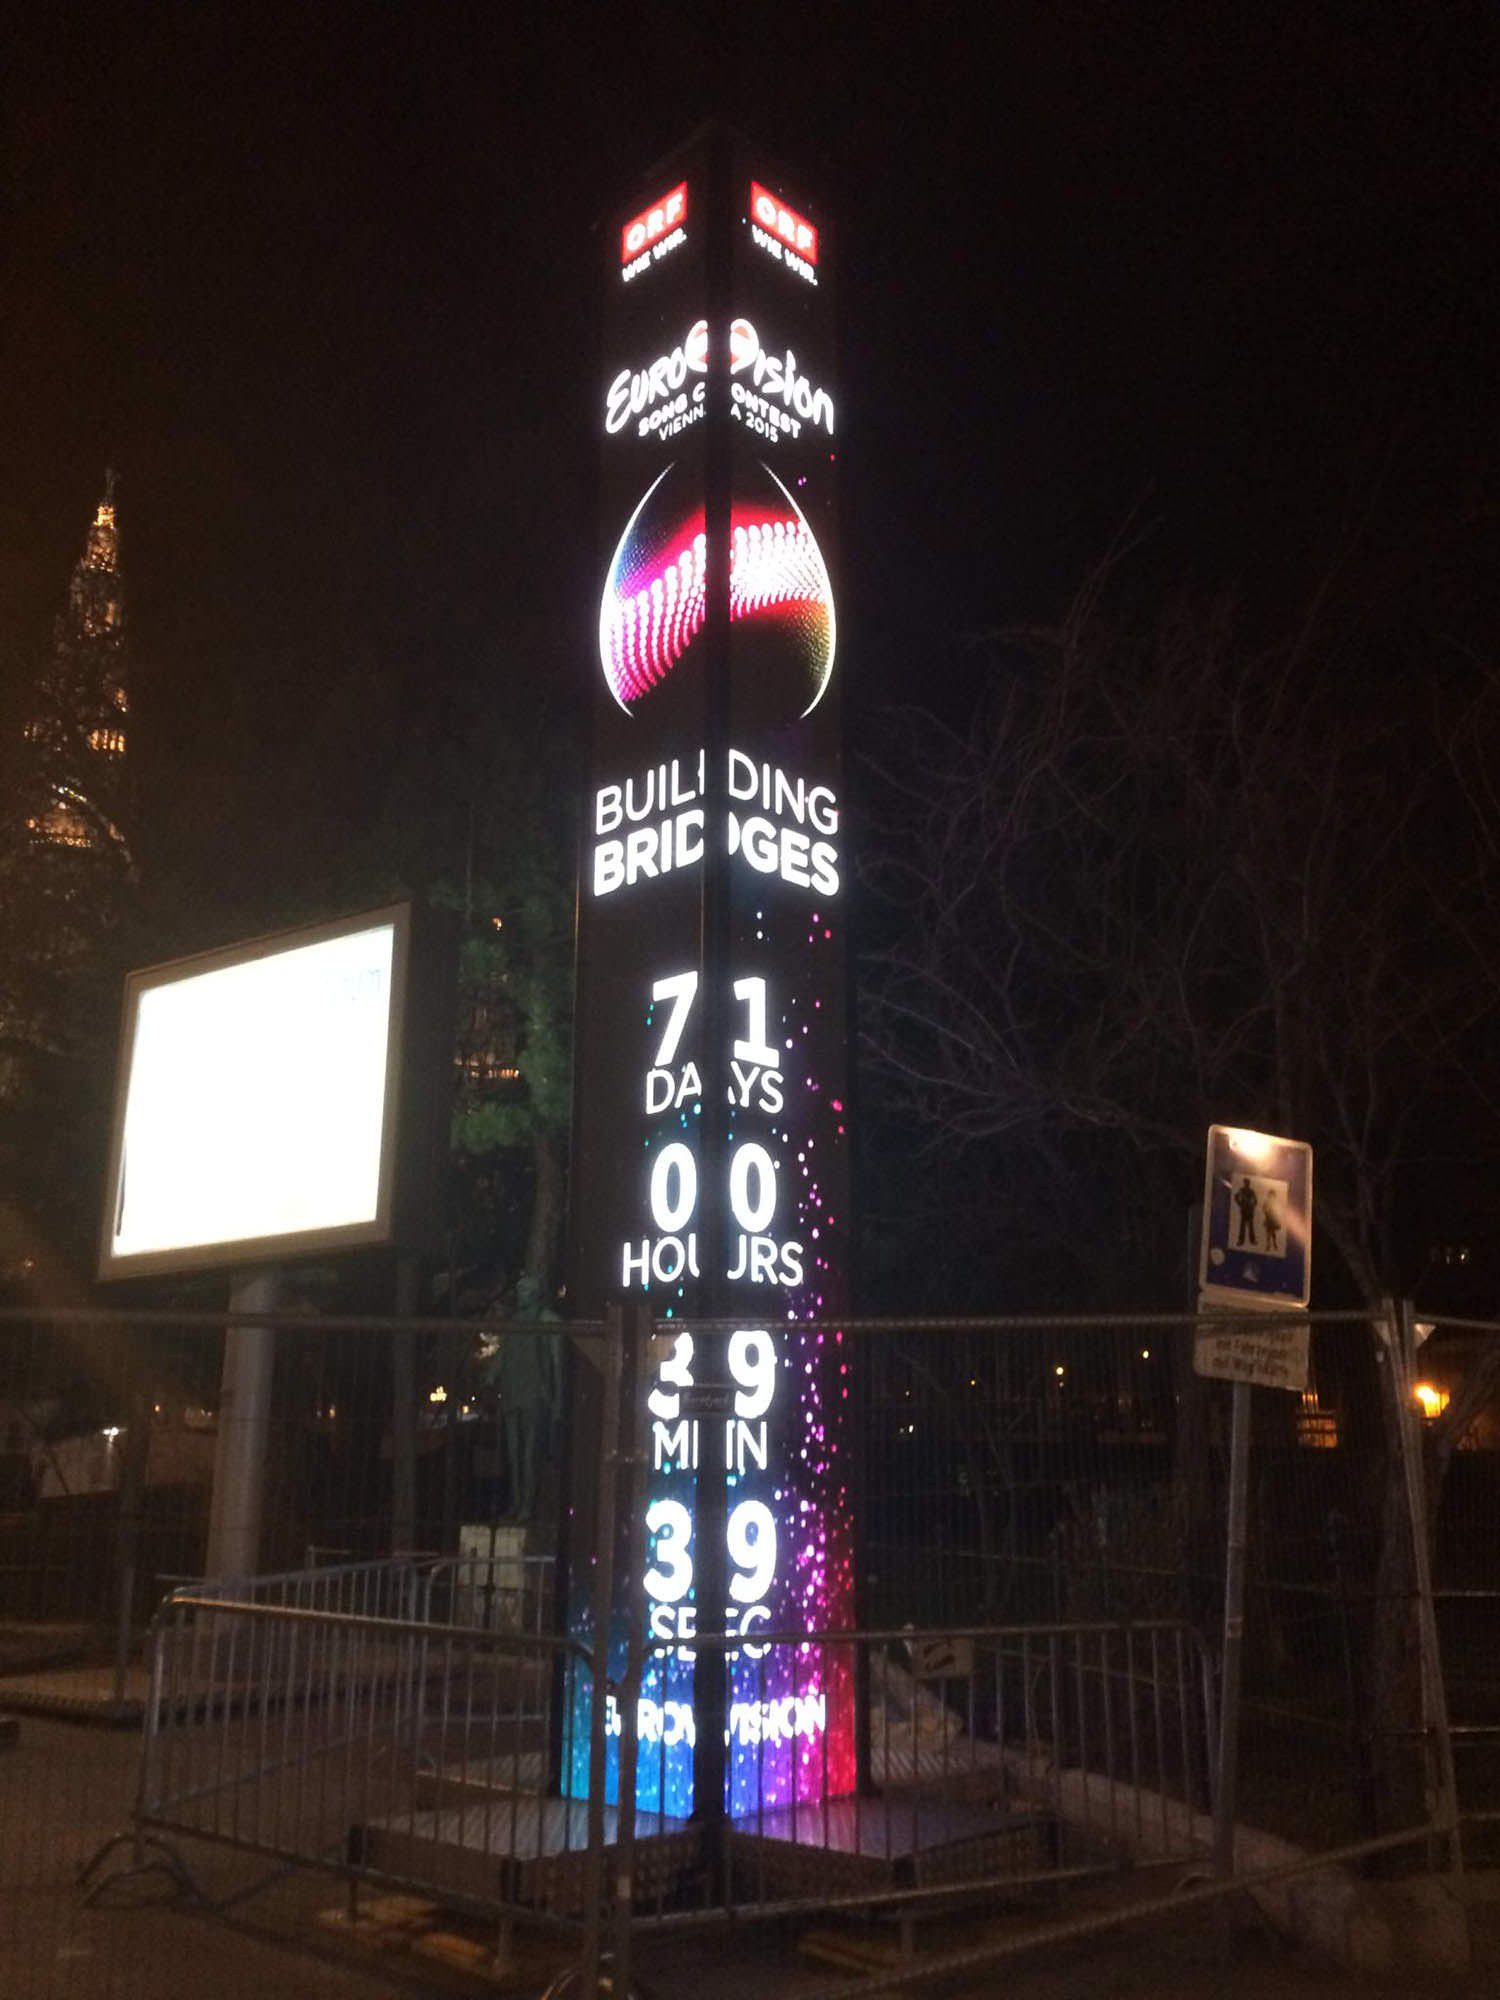 ORF ORF
WIE WIR. WIE WIR.
EUROVISION
SONG CONTEST
VIENNA 2015
BUILDING
BRIDGES
71
DAYS
00
HOURS
39
MIN
39
SEC
EUROVISION